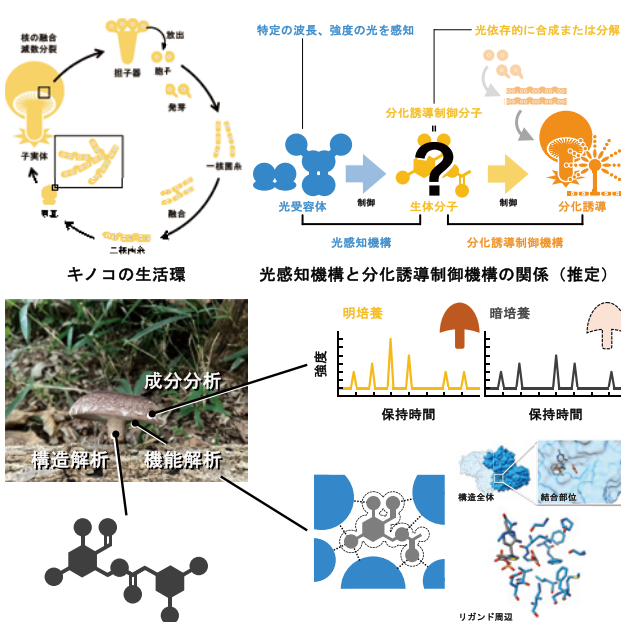 核の融合
減数分裂
放出
担子器
胞子
発芽
子実体
一核菌糸
融合
二核菌糸
キノコの生活環
特定の波長、強度の光を感知
光依存的に合成または分解
分化誘導制御分子
=
?
光受容体
制御
生体分子
制御
分化誘導
光感知機構
分化誘導制御機構
光感知機構と分化誘導制御機構の関係（推定）
成分分析
構造解析
機能解析
明培養
暗培養
強度
保持時間
保持時間
構造全体
結合部位
リガンド周辺